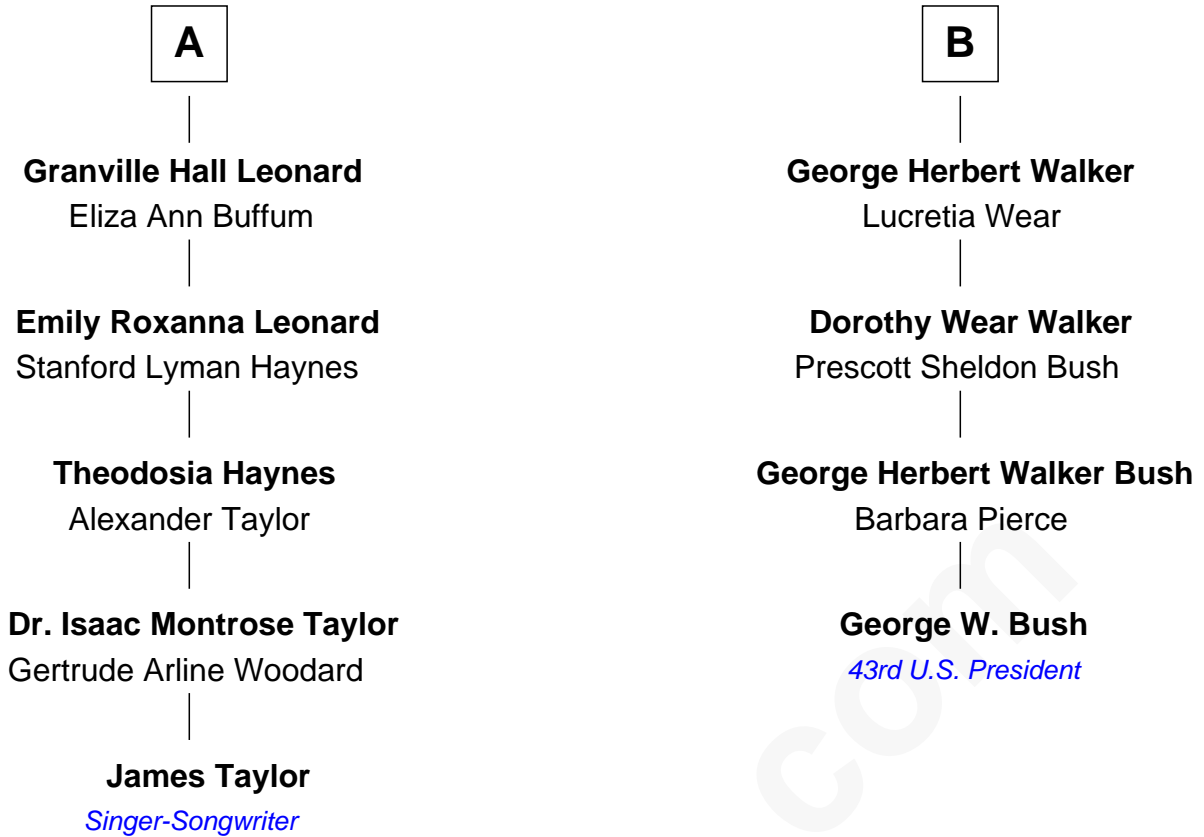 A
B
Granville Hall Leonard
Eliza Ann Buffum
George Herbert Walker
Lucretia Wear
Emily Roxanna Leonard
Stanford Lyman Haynes
Dorothy Wear Walker
Prescott Sheldon Bush
Theodosia Haynes
Alexander Taylor
George Herbert Walker Bush
Barbara Pierce
Dr. Isaac Montrose Taylor
Gertrude Arline Woodard
George W. Bush
43rd U.S. President
James Taylor
Singer-Songwriter
com